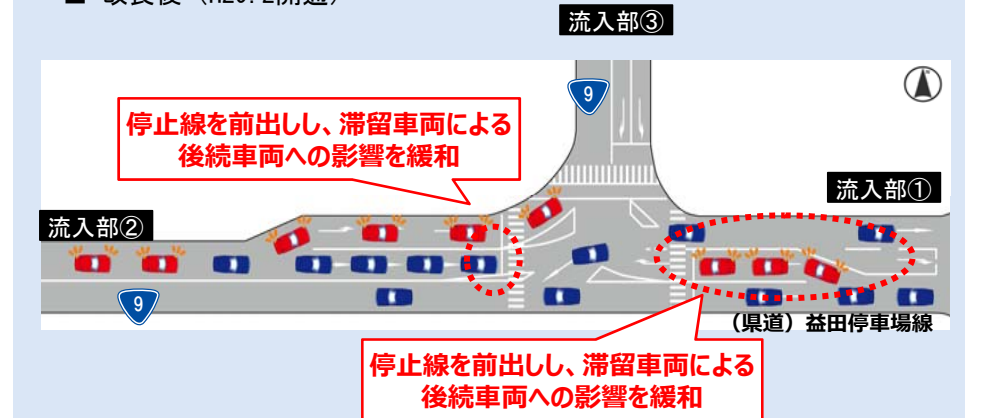 流入部③
9
停止線を前出しし、滞留車両による
後続車両への影響を緩和
流入部①
流入部②
9
（県道）益田停車場線
停止線を前出しし、滞留車両による
後続車両への影響を緩和